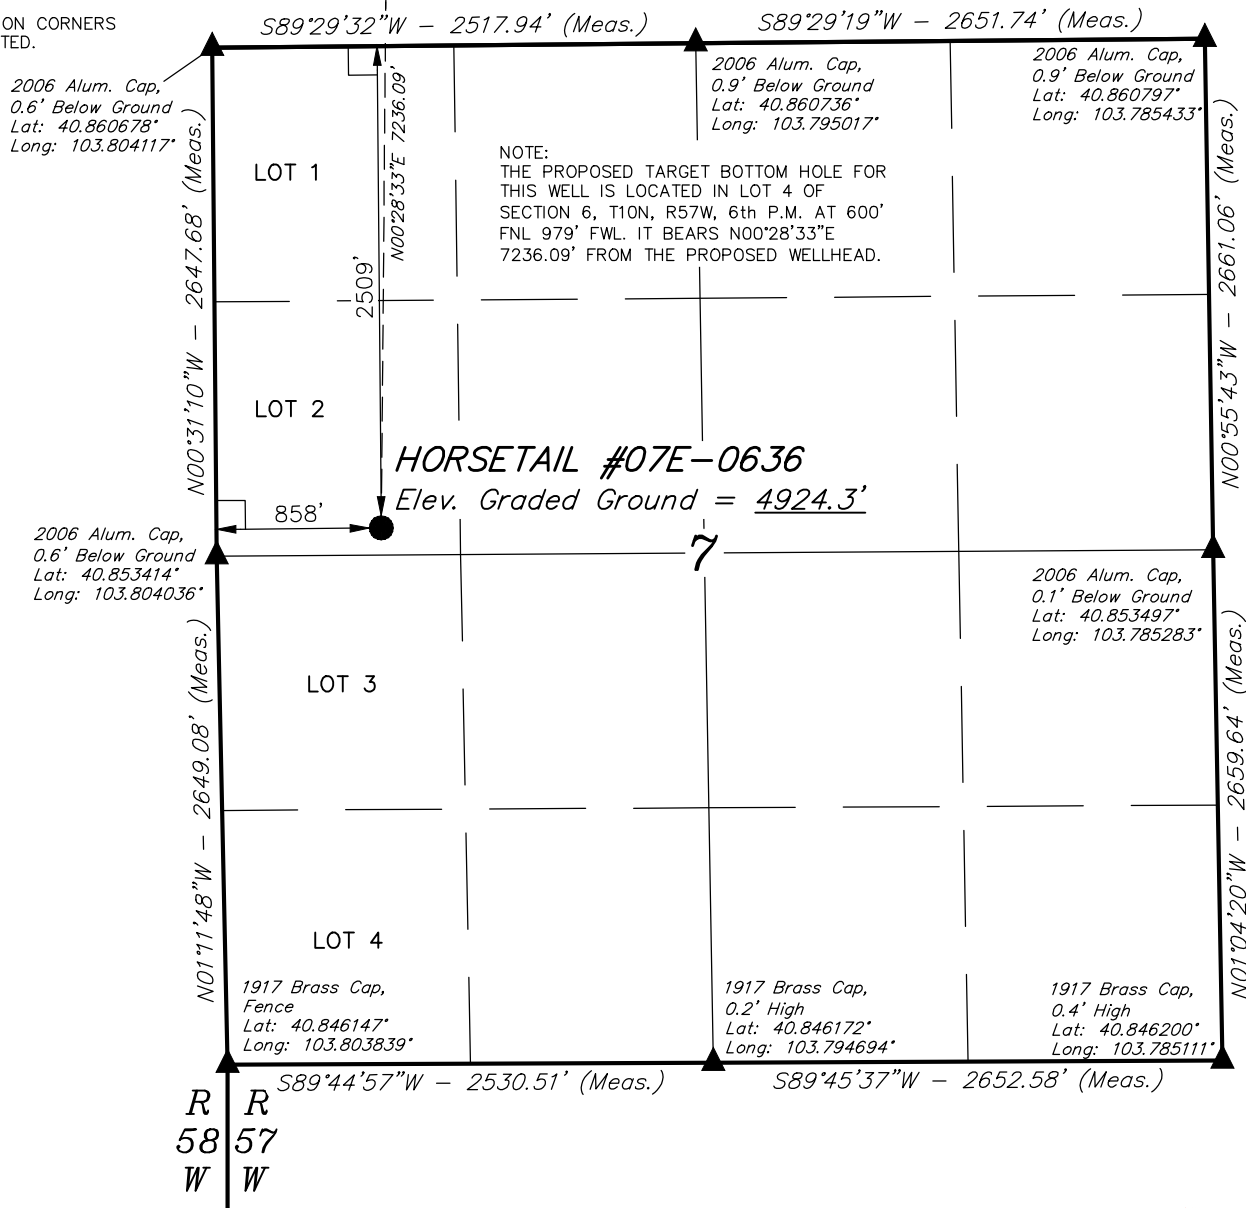 ON CORNERS
TED.
S89°29'32"W - 2517.94' (Meas.)
S89°29'19"W - 2651.74' (Meas.)
2006 Alum. Cap,
0.6' Below Ground
Lat: 40.860678°
Long: 103.804117°
2006 Alum. Cap,
0.9' Below Ground
Lat: 40.860736°
Long: 103.795017°
2006 Alum. Cap,
0.9' Below Ground
Lat: 40.860797°
Long: 103.785433°
N00°31'10"W - 2647.68' (Meas.)
LOT 1
N00°28'33"E 7236.09'
2509'
NOTE:
THE PROPOSED TARGET BOTTOM HOLE FOR
THIS WELL IS LOCATED IN LOT 4 OF
SECTION 6, T10N, R57W, 6th P.M. AT 600'
FNL 979' FWL. IT BEARS N00°28'33"E
7236.09' FROM THE PROPOSED WELLHEAD.
N00°55'43"W - 2661.06' (Meas.)
LOT 2
HORSETAIL #07E-0636
Elev. Graded Ground = 4924.3'
858'
2006 Alum. Cap,
0.6' Below Ground
Lat: 40.853414°
Long: 103.804036°
7
2006 Alum. Cap,
0.1' Below Ground
Lat: 40.853497°
Long: 103.785283°
N01°11'48"W - 2649.08' (Meas.)
LOT 3
N01°04'20"W - 2659.64' (Meas.)
LOT 4
1917 Brass Cap,
Fence
Lat: 40.846147°
Long: 103.803839°
1917 Brass Cap,
0.2' High
Lat: 40.846172°
Long: 103.794694°
1917 Brass Cap,
0.4' High
Lat: 40.846200°
Long: 103.785111°
S89°44'57"W - 2530.51' (Meas.)
S89°45'37"W - 2652.58' (Meas.)
R R
58 57
W W